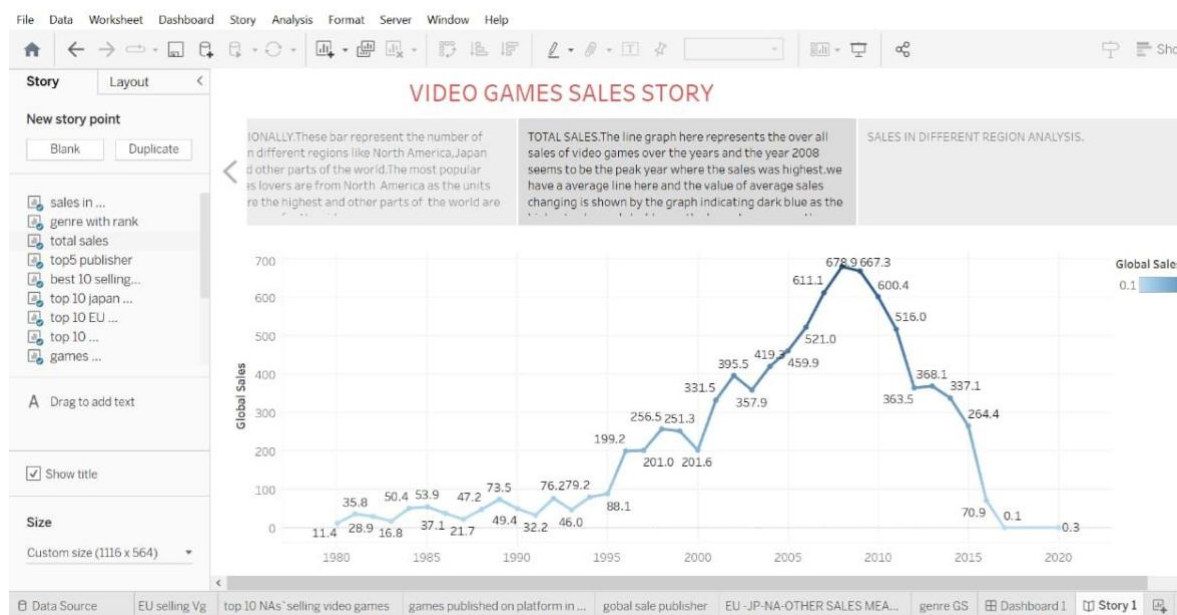 File Data Worksheet Dashboard Story Analysis Format Server Window Help
Sho
Story Layout
New story point
Blank Duplicate
sales in ...
genre with rank
total sales
top5 publisher
best 10 selling...
top 10 japan ...
top 10 EU ...
top 10 ...
games ...
A Drag to add text
Show title
Size
Custom size (1116 x 564)
VIDEO GAMES SALES STORY
IONALLY.These bar represent the number of
n different regions like North America,Japan
d other parts of the world.The most popular
s lovers are from North America as the units
re the highest and other parts of the world are
TOTAL SALES.The line graph here represents the over all
sales of video games over the years and the year 2008
seems to be the peak year where the sales was highest.we
have a average line here and the value of average sales
changing is shown by the graph indicating dark blue as the
SALES IN DIFFERENT REGION ANALYSIS.
Global Sales
700
600
500
400
300
200
100
0
11.4
35.8
28.9
16.8
50.4
53.9
37.1
21.7
47.2
73.5
49.4
32.2
76.2
46.0
79.2
88.1
199.2
201.0
256.5
251.3
201.6
331.5
395.5
357.9
419.3
459.9
521.0
611.1
678.9
667.3
600.4
516.0
363.5
368.1
337.1
264.4
70.9
0.1
0.3
1980 1985 1990 1995 2000 2005 2010 2015 2020
Global Sales
0.1
Data Source EU selling Vg top 10 NAs`selling video games games published on platform in ... gobal sale publisher EU -JP-NA-OTHER SALES MEA... genre GS Dashboard 1 Story 1